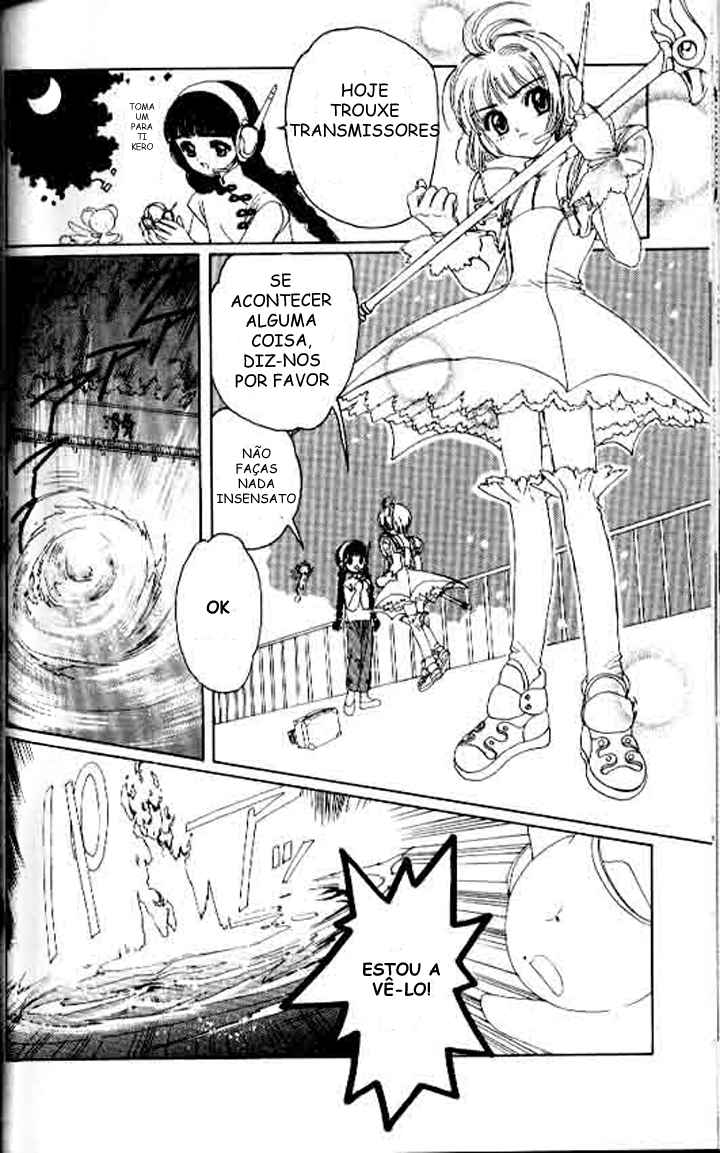 HOJE
TROUXE
TRANSMISSORES
TOMA
UM
PARA
TI
KERO
SE
ACONTECER
ALGUMA
COISA,
DIZ-NOS
POR FAVOR
NÃO
FAÇAS
NADA
INSENSATO
OK
ESTOU A
VÊ-LO!